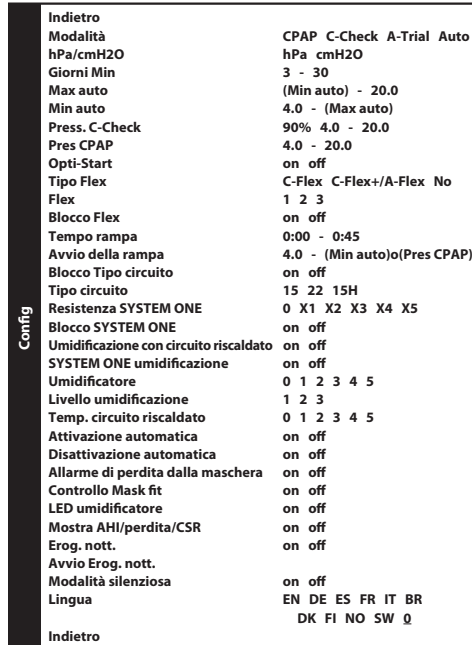 Config
Indietro
Modalità CPAP C-Check A-Trial Auto
hPa/cmH2O hPa cmH2O
Giorni Min 3 - 30
Max auto (Min auto) - 20.0
Min auto 4.0 - (Max auto)
Press. C-Check 90% 4.0 - 20.0
Pres CPAP 4.0 - 20.0
Opti-Start on off
Tipo Flex C-Flex C-Flex+/A-Flex No
Flex 1 2 3
Blocco Flex on off
Tempo rampa 0:00 - 0:45
Avvio della rampa 4.0 - (Min auto)o(Pres CPAP)
Blocco Tipo circuito on off
Tipo circuito 15 22 15H
Resistenza SYSTEM ONE 0 X1 X2 X3 X4 X5
Blocco SYSTEM ONE on off
Umidificazione con circuito riscaldato on off
SYSTEM ONE umidificazione on off
Umidificatore 0 1 2 3 4 5
Livello umidificazione 1 2 3
Temp. circuito riscaldato 0 1 2 3 4 5
Attivazione automatica on off
Disattivazione automatica on off
Allarme di perdita dalla maschera on off
Controllo Mask fit on off
LED umidificatore on off
Mostra AHI/perdita/CSR on off
Erog. nott. on off
Avvio Erog. nott.
Modalità silenziosa on off
Lingua EN DE ES FR IT BR
DK FI NO SW 0
Indietro